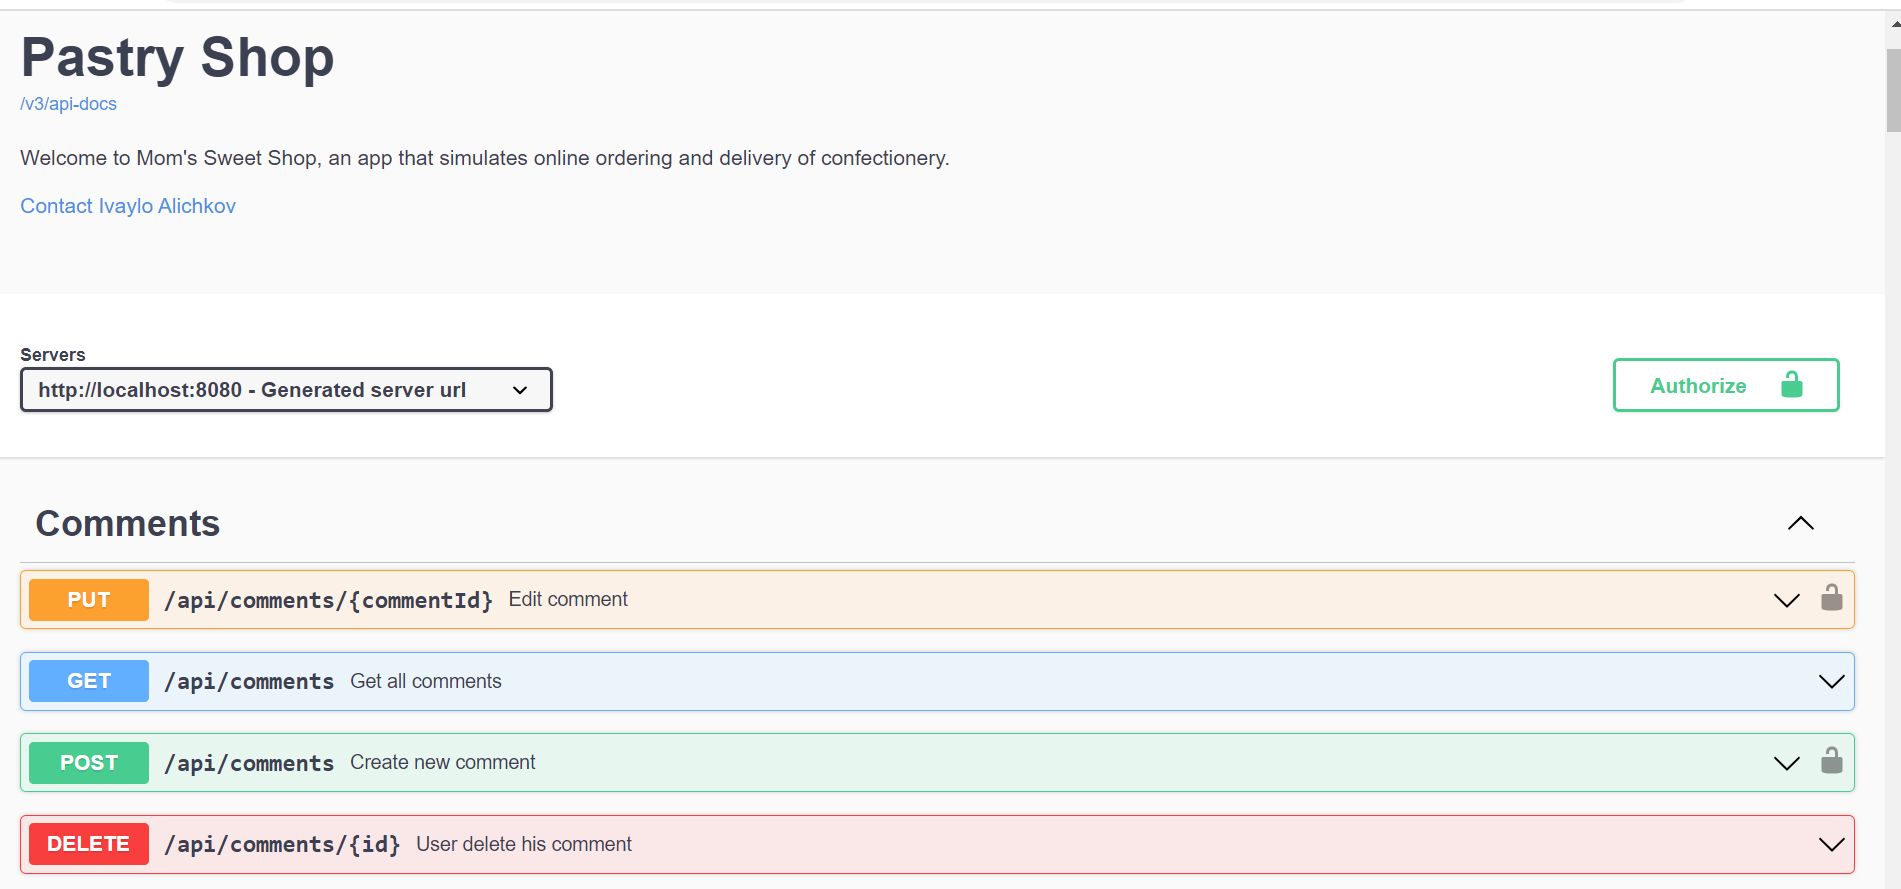 Pastry Shop
/v3/api-docs
Welcome to Mom's Sweet Shop, an app that simulates online ordering and delivery of confectionery.
Contact Ivaylo Alichkov
Servers
http://localhost:8080 - Generated server url
Authorize
Comments
PUT /api/comments/{commentId} Edit comment
GET /api/comments Get all comments
POST /api/comments Create new comment
DELETE /api/comments/{id} User delete his comment